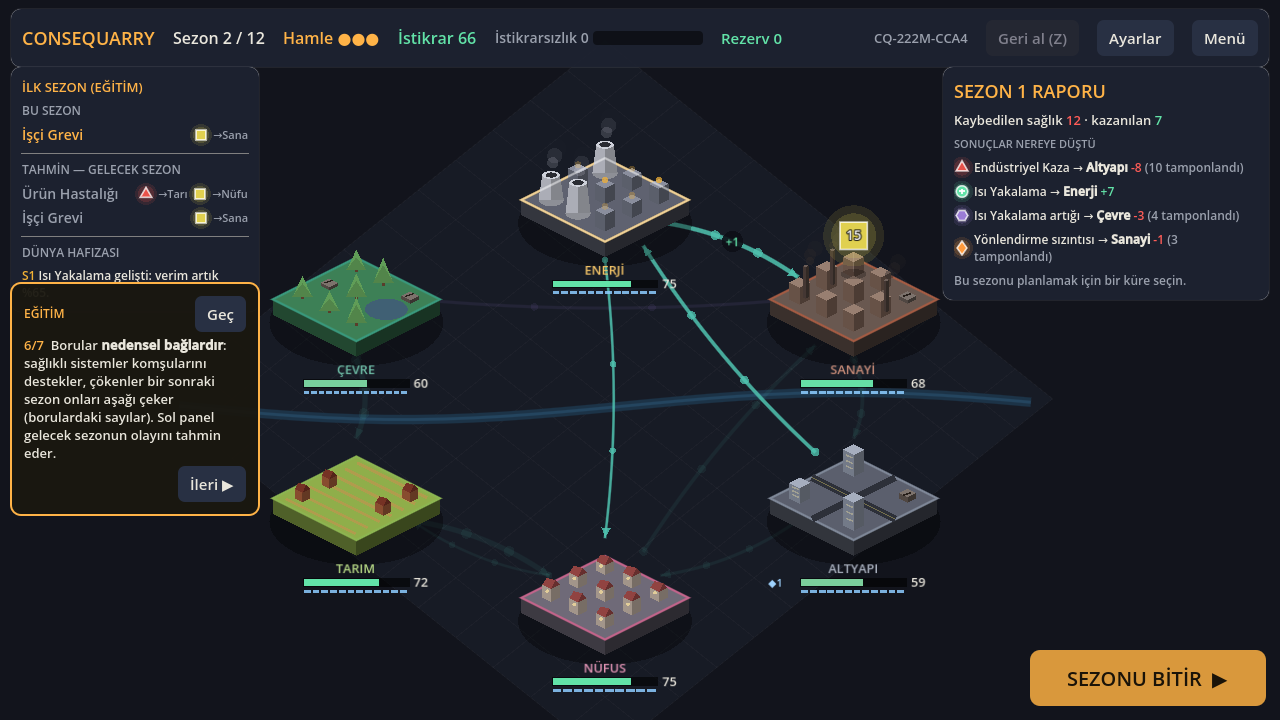 CONSEQUARRY Sezon 2 / 12 Hamle İstikrar 66 İstikrarsızlık 0 Rezerv 0 CQ-222M-CCA4 Geri al (Z) Ayarlar Menü
İLK SEZON (EĞİTİM)
BU SEZON
İşçi Grevi →Sana
TAHMİN — GELECEK SEZON
Ürün Hastalığı →Tarı →Nüfu
İşçi Grevi →Sana
DÜNYA HAFIZASI
S1 Isı Yakalama gelişti: verim artık
EĞİTİM Geç
6/7 Borular nedensel bağlardır:
sağlıklı sistemler komşularını
destekler, çökenler bir sonraki
sezon onları aşağı çeker
(borulardaki sayılar). Sol panel
gelecek sezonun olayını tahmin
eder.
İleri ▶
SEZON 1 RAPORU
Kaybedilen sağlık 12 · kazanılan 7
SONUÇLAR NEREYE DÜŞTÜ
Endüstriyel Kaza → Altyapı -8 (10 tamponlandı)
Isı Yakalama → Enerji +7
Isı Yakalama artığı → Çevre -3 (4 tamponlandı)
Yönlendirme sızıntısı → Sanayi -1 (3
tamponlandı)
Bu sezonu planlamak için bir küre seçin.
+1
15
ENERJİ
75
ÇEVRE
60
SANAYİ
68
TARIM
72
ALTYAPI
◆1 59
NÜFUS
75
SEZONU BİTİR ▶